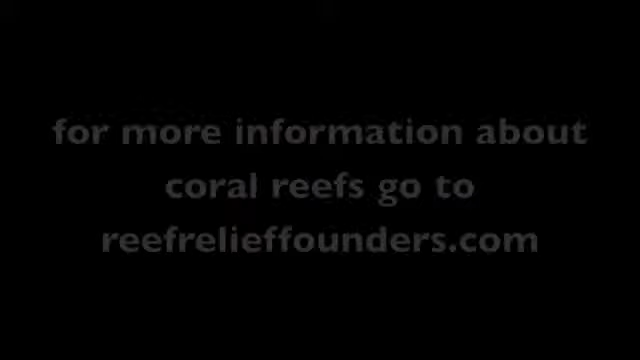 for more information about
coral reefs go to
reefrelieffounders.com